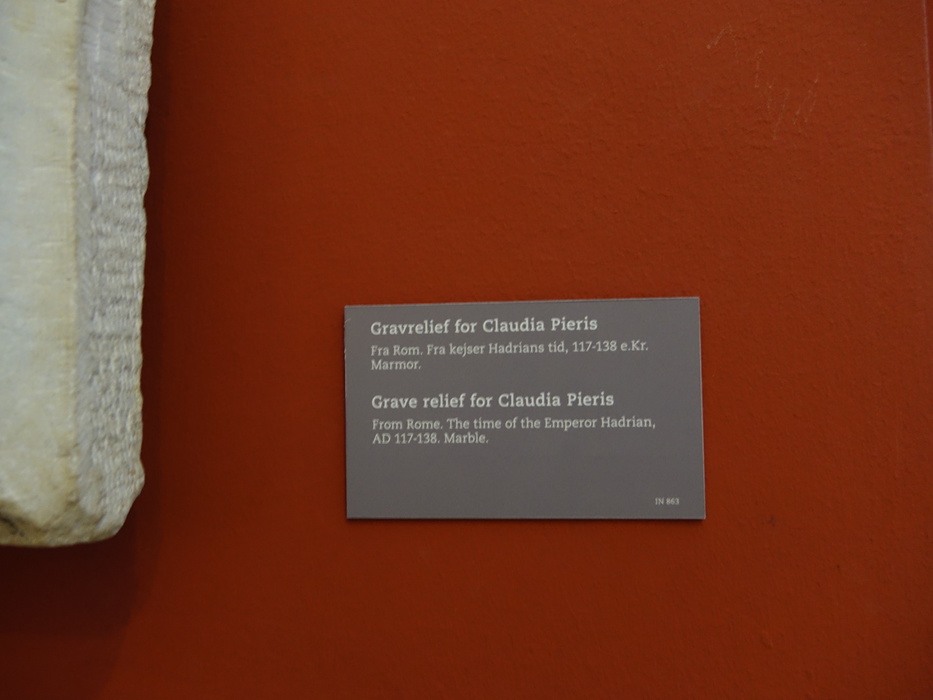 Gravrelief for Claudia Pieris
Fra Rom. Fra kejser Hadrians tid, 117-138 e.Kr.
Marmor.
Grave relief for Claudia Pieris
From Rome. The time of the Emperor Hadrian,
AD 117-138. Marble.
IN 863